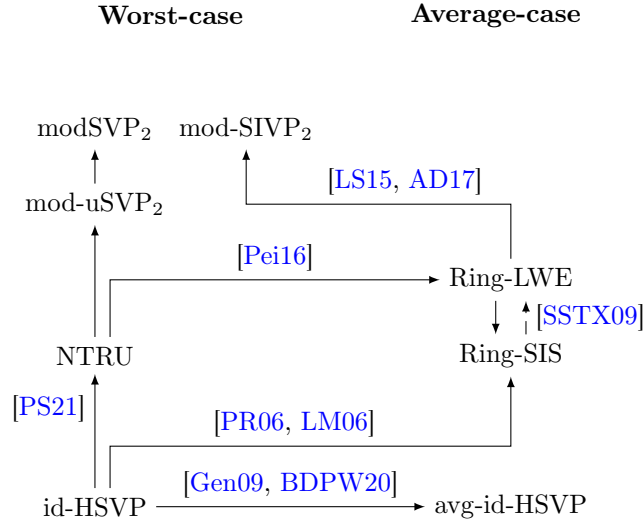 Worst-case Average-case
modSVP₂ mod-SIVP₂
[LS15, AD17]
mod-uSVP₂
[Pei16]
Ring-LWE
[SSTX09]
NTRU Ring-SIS
[PS21]
[PR06, LM06]
[Gen09, BDPW20]
id-HSVP avg-id-HSVP